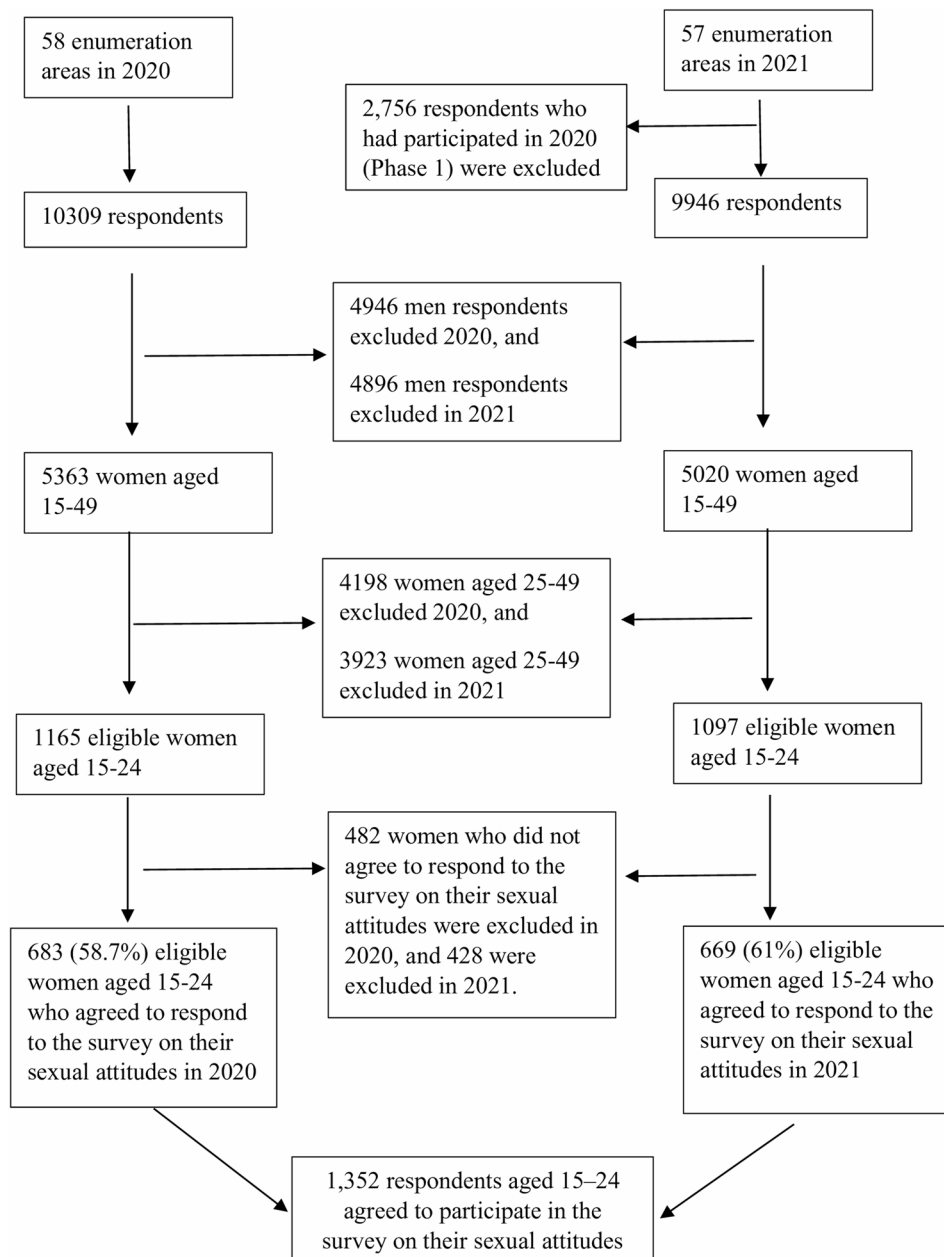 58 enumeration
areas in 2020
57 enumeration
areas in 2021
2,756 respondents who
had participated in 2020
(Phase 1) were excluded
10309 respondents
9946 respondents
4946 men respondents
excluded 2020, and
4896 men respondents
excluded in 2021
5363 women aged
15-49
5020 women aged
15-49
4198 women aged 25-49
excluded 2020, and
3923 women aged 25-49
excluded in 2021
1165 eligible women
aged 15-24
1097 eligible women
aged 15-24
482 women who did not
agree to respond to the
survey on their sexual
attitudes were excluded in
2020, and 428 were
excluded in 2021.
683 (58.7%) eligible
women aged 15-24
who agreed to respond
to the survey on their
sexual attitudes in 2020
669 (61%) eligible
women aged 15-24 who
agreed to respond to the
survey on their sexual
attitudes in 2021
1,352 respondents aged 15–24
agreed to participate in the
survey on their sexual attitudes